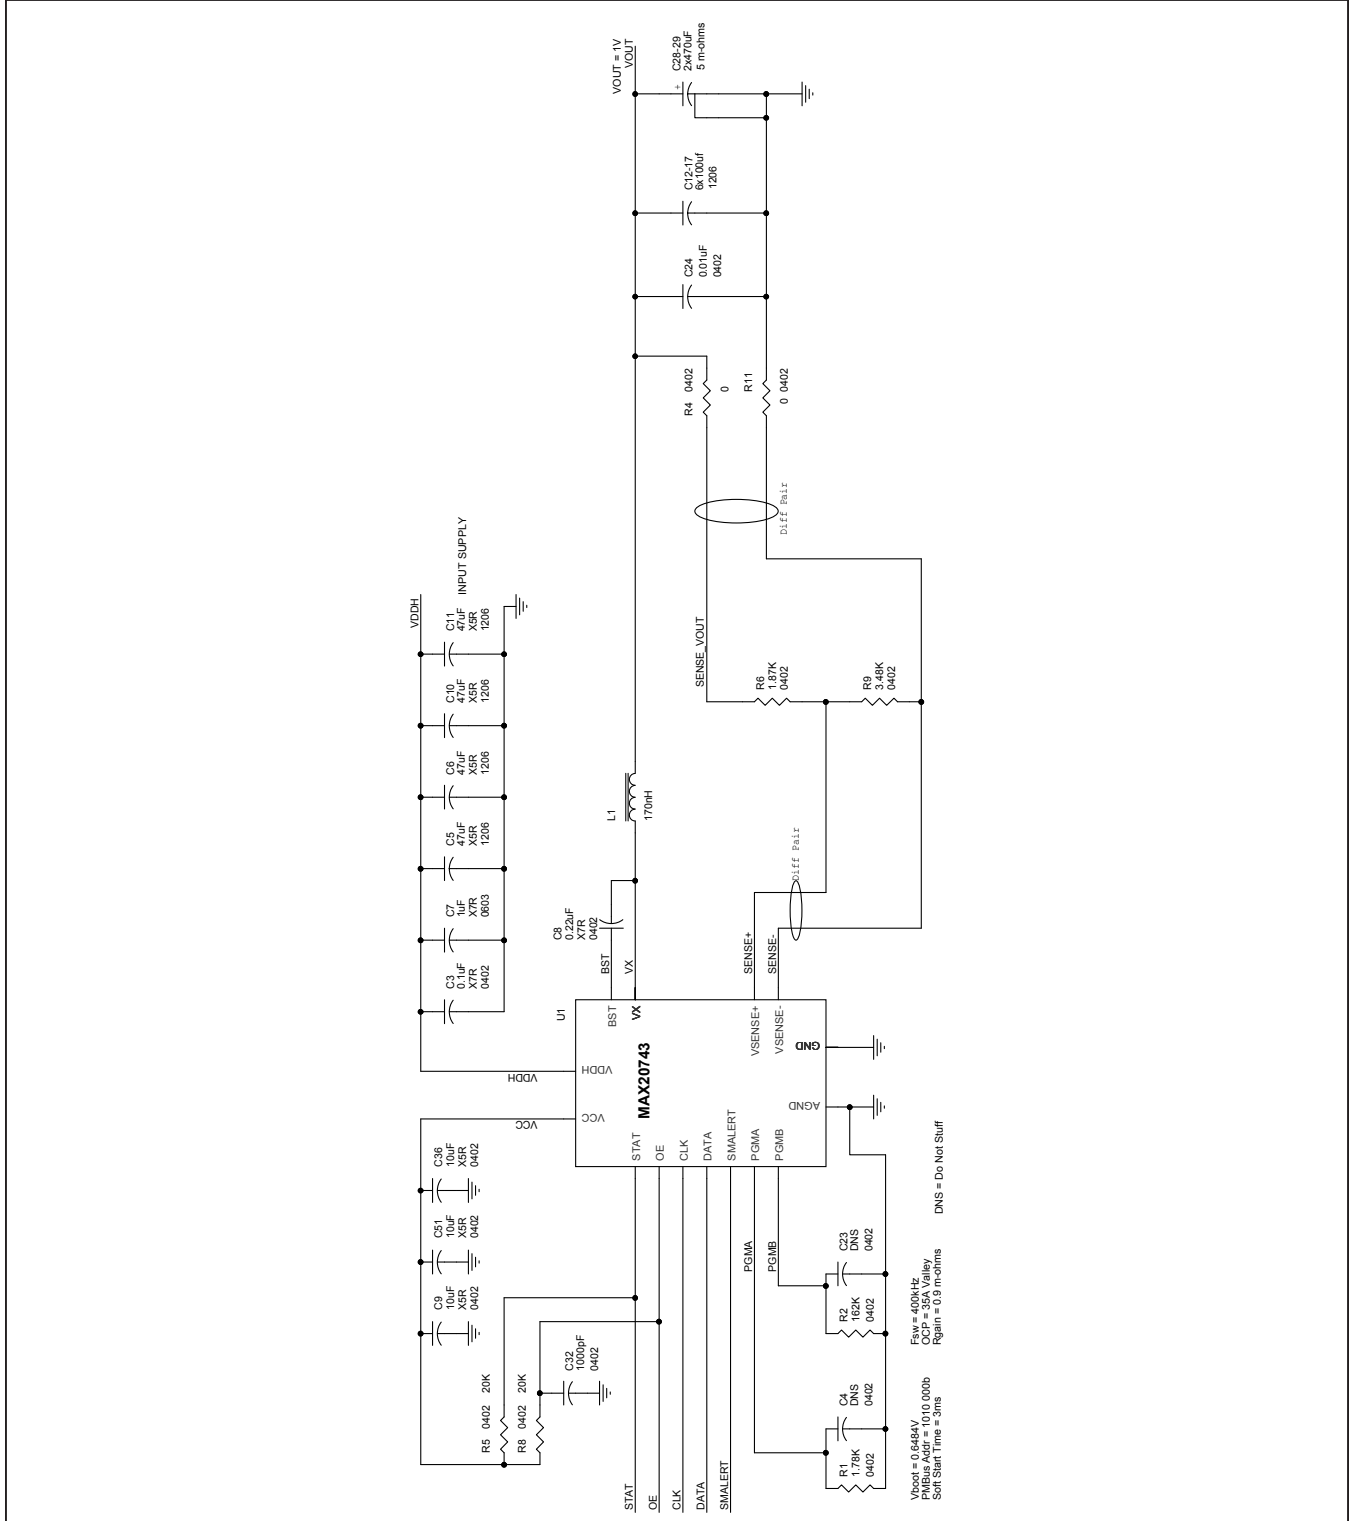 VOUT = 1V
VOUT
C28-29
2x470uF
5 m-ohms
+
C12-17
6x100uf
1206
C24
0.01uF
0402
R4 0402
0
R11
0 0402
Diff Pair
SENSE_VOUT
R6
1.87K
0402
R9
3.48K
0402
Diff Pair
SENSE+
SENSE-
INPUT SUPPLY
VDDH
C11
47uF
X5R
1206
C10
47uF
X5R
1206
C6
47uF
X5R
1206
C5
47uF
X5R
1206
C7
1uF
X7R
0603
C3
0.1uF
X7R
0402
L1
170nH
C8
0.22uF
X7R
0402
BST
VX
U1
MAX20743
BST
VX
VSENSE+
VSENSE-
GND
AGND
VDDH
VCC
STAT
OE
CLK
DATA
SMALERT
PGMA
PGMB
VDDH
VCC
C36
10uF
X5R
0402
C51
10uF
X5R
0402
C9
10uF
X5R
0402
R5 0402 20K
R8 0402 20K
C32
1000pF
0402
STAT
OE
CLK
DATA
SMALERT
PGMA
PGMB
C23
DNS
0402
R2
162K
0402
C4
DNS
0402
R1
1.78K
0402
Vboot = 0.6484V
PMBus Addr = 1010 000b
Soft Start Time = 3ms
Fsw = 400kHz
OCP = 35A Valley
Rgain = 0.9 m-ohms
DNS = Do Not Stuff